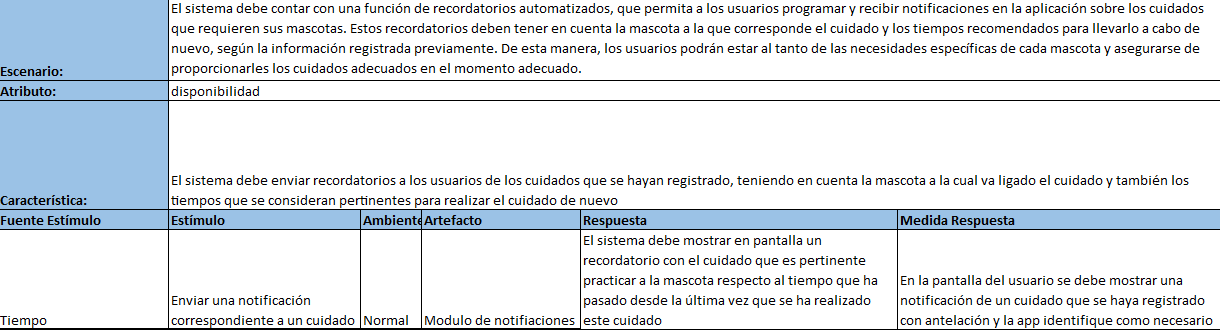 El sistema debe contar con una función de recordatorios automatizados, que permita a los usuarios programar y recibir notificaciones en la aplicación sobre los cuidados
que requieren sus mascotas. Estos recordatorios deben tener en cuenta la mascota a la que corresponde el cuidado y los tiempos recomendados para llevarlo a cabo de
nuevo, según la información registrada previamente. De esta manera, los usuarios podrán estar al tanto de las necesidades específicas de cada mascota y asegurarse de
Escenario: proporcionarles los cuidados adecuados en el momento adecuado.
Atributo: disponibilidad
El sistema debe enviar recordatorios a los usuarios de los cuidados que se hayan registrado, teniendo en cuenta la mascota a la cual va ligado el cuidado y también los
Característica: tiempos que se consideran pertinentes para realizar el cuidado de nuevo
Fuente Estímulo Estímulo Ambiente Artefacto Respuesta Medida Respuesta
Tiempo
Enviar una notificación
correspondiente a un cuidado
Normal
Modulo de notifiaciones
El sistema debe mostrar en pantalla un
recordatorio con el cuidado que es pertinente
practicar a la mascota respecto al tiempo que ha
pasado desde la última vez que se ha realizado
este cuidado
En la pantalla del usuario se debe mostrar una
notificación de un cuidado que se haya registrado
con antelación y la app identifique como necesario